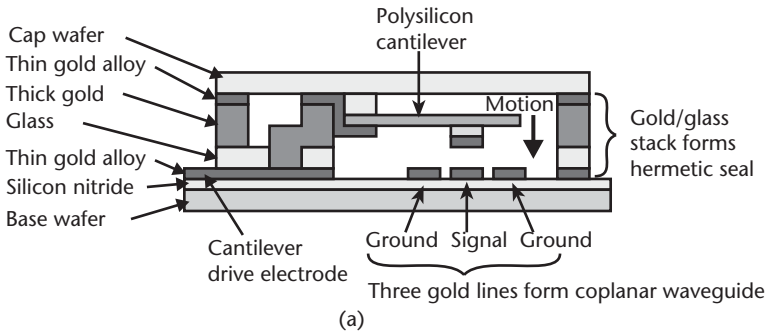 Cap wafer
Thin gold alloy
Thick gold
Glass
Thin gold alloy
Silicon nitride
Base wafer
Polysilicon
cantilever
Motion
Gold/glass
stack forms
hermetic seal
Cantilever
drive electrode
Ground
Signal
Ground
Three gold lines form coplanar waveguide
(a)